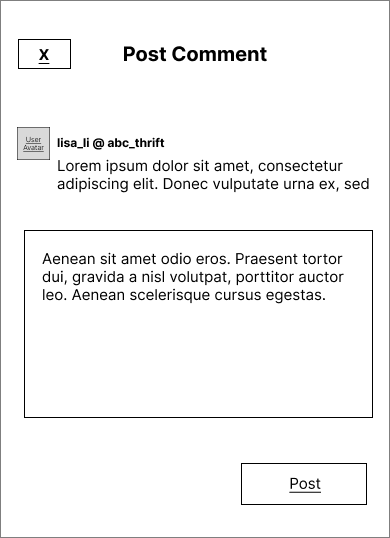 X
Post Comment
User
Avatar
lisa_li @ abc_thrift
Lorem ipsum dolor sit amet, consectetur
adipiscing elit. Donec vulputate urna ex, sed
Aenean sit amet odio eros. Praesent tortor
dui, gravida a nisl volutpat, porttitor auctor
leo. Aenean scelerisque cursus egestas.
Post